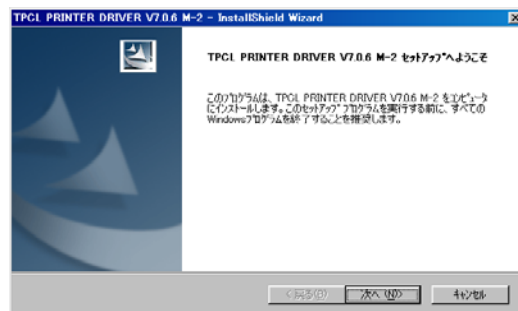 TPCL PRINTER DRIVER V7.0.6 M-2 - InstallShield Wizard
TPCL PRINTER DRIVER V7.0.6 M-2 ｾｯﾄｱｯﾌﾟへようこそ
このﾌﾟﾛｸﾞﾗﾑは、TPCL PRINTER DRIVER V7.0.6 M-2 をｺﾝﾋﾟｭｰﾀ
にｲﾝｽﾄｰﾙします。このｾｯﾄｱｯﾌﾟ ﾌﾟﾛｸﾞﾗﾑを実行する前に、すべての
Windowsﾌﾟﾛｸﾞﾗﾑを終了することを推奨します。
< 戻る(B)
次へ (N)>
ｷｬﾝｾﾙ